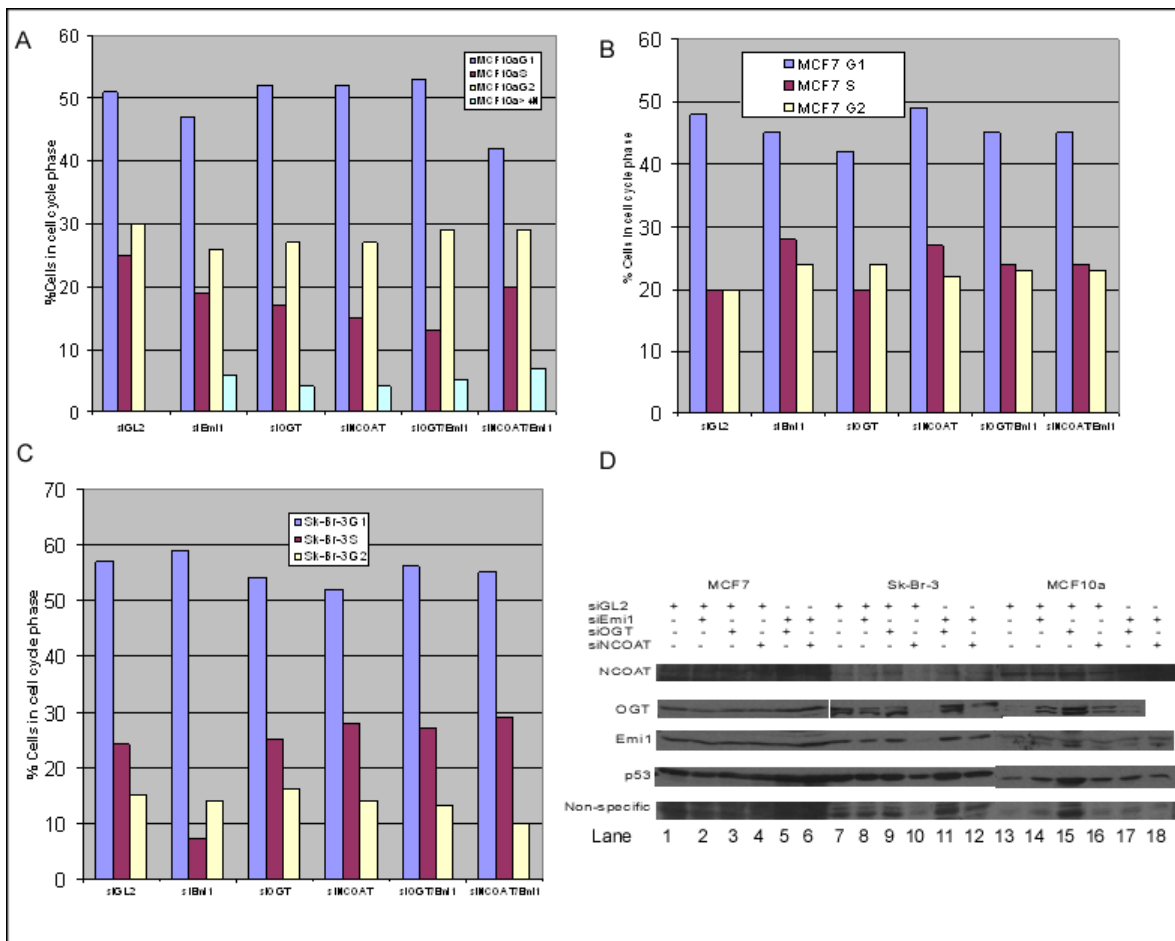 A
60
50
40
30
20
10
0
%Cells in cell cycle phase
MCF10aG1
MCF10aS
MCF10aG2
MCF10a> 4N
siGL2 siEmi1 siOGT siNCOAT siOGT/Emi1 siNCOAT/Emi1
B
60
50
40
30
20
10
0
% Cells in cell cycle phase
MCF7 G1
MCF7 S
MCF7 G2
siGL2 siEmi1 siOGT siNCOAT siOGT/Emi1 siNCOAT/Emi1
C
70
60
50
40
30
20
10
0
% Cells in cell cycle phase
Sk-Br-3G1
Sk-Br-3S
Sk-Br-3G2
siGL2 siEmi1 siOGT siNCOAT siOGT/Emi1 siNCOAT/Emi1
D
MCF7 Sk-Br-3 MCF10a
siGL2 + + + + - - + + + + - - + + + + - -
siEmi1 - + - - + + - + - - + + - + - - + +
siOGT - - + - + - - - + - + - - - + - + -
siNCOAT - - - + - + - - - + - + - - - + - +
NCOAT
OGT
Emi1
p53
Non-specific
Lane 1 2 3 4 5 6 7 8 9 10 11 12 13 14 15 16 17 18